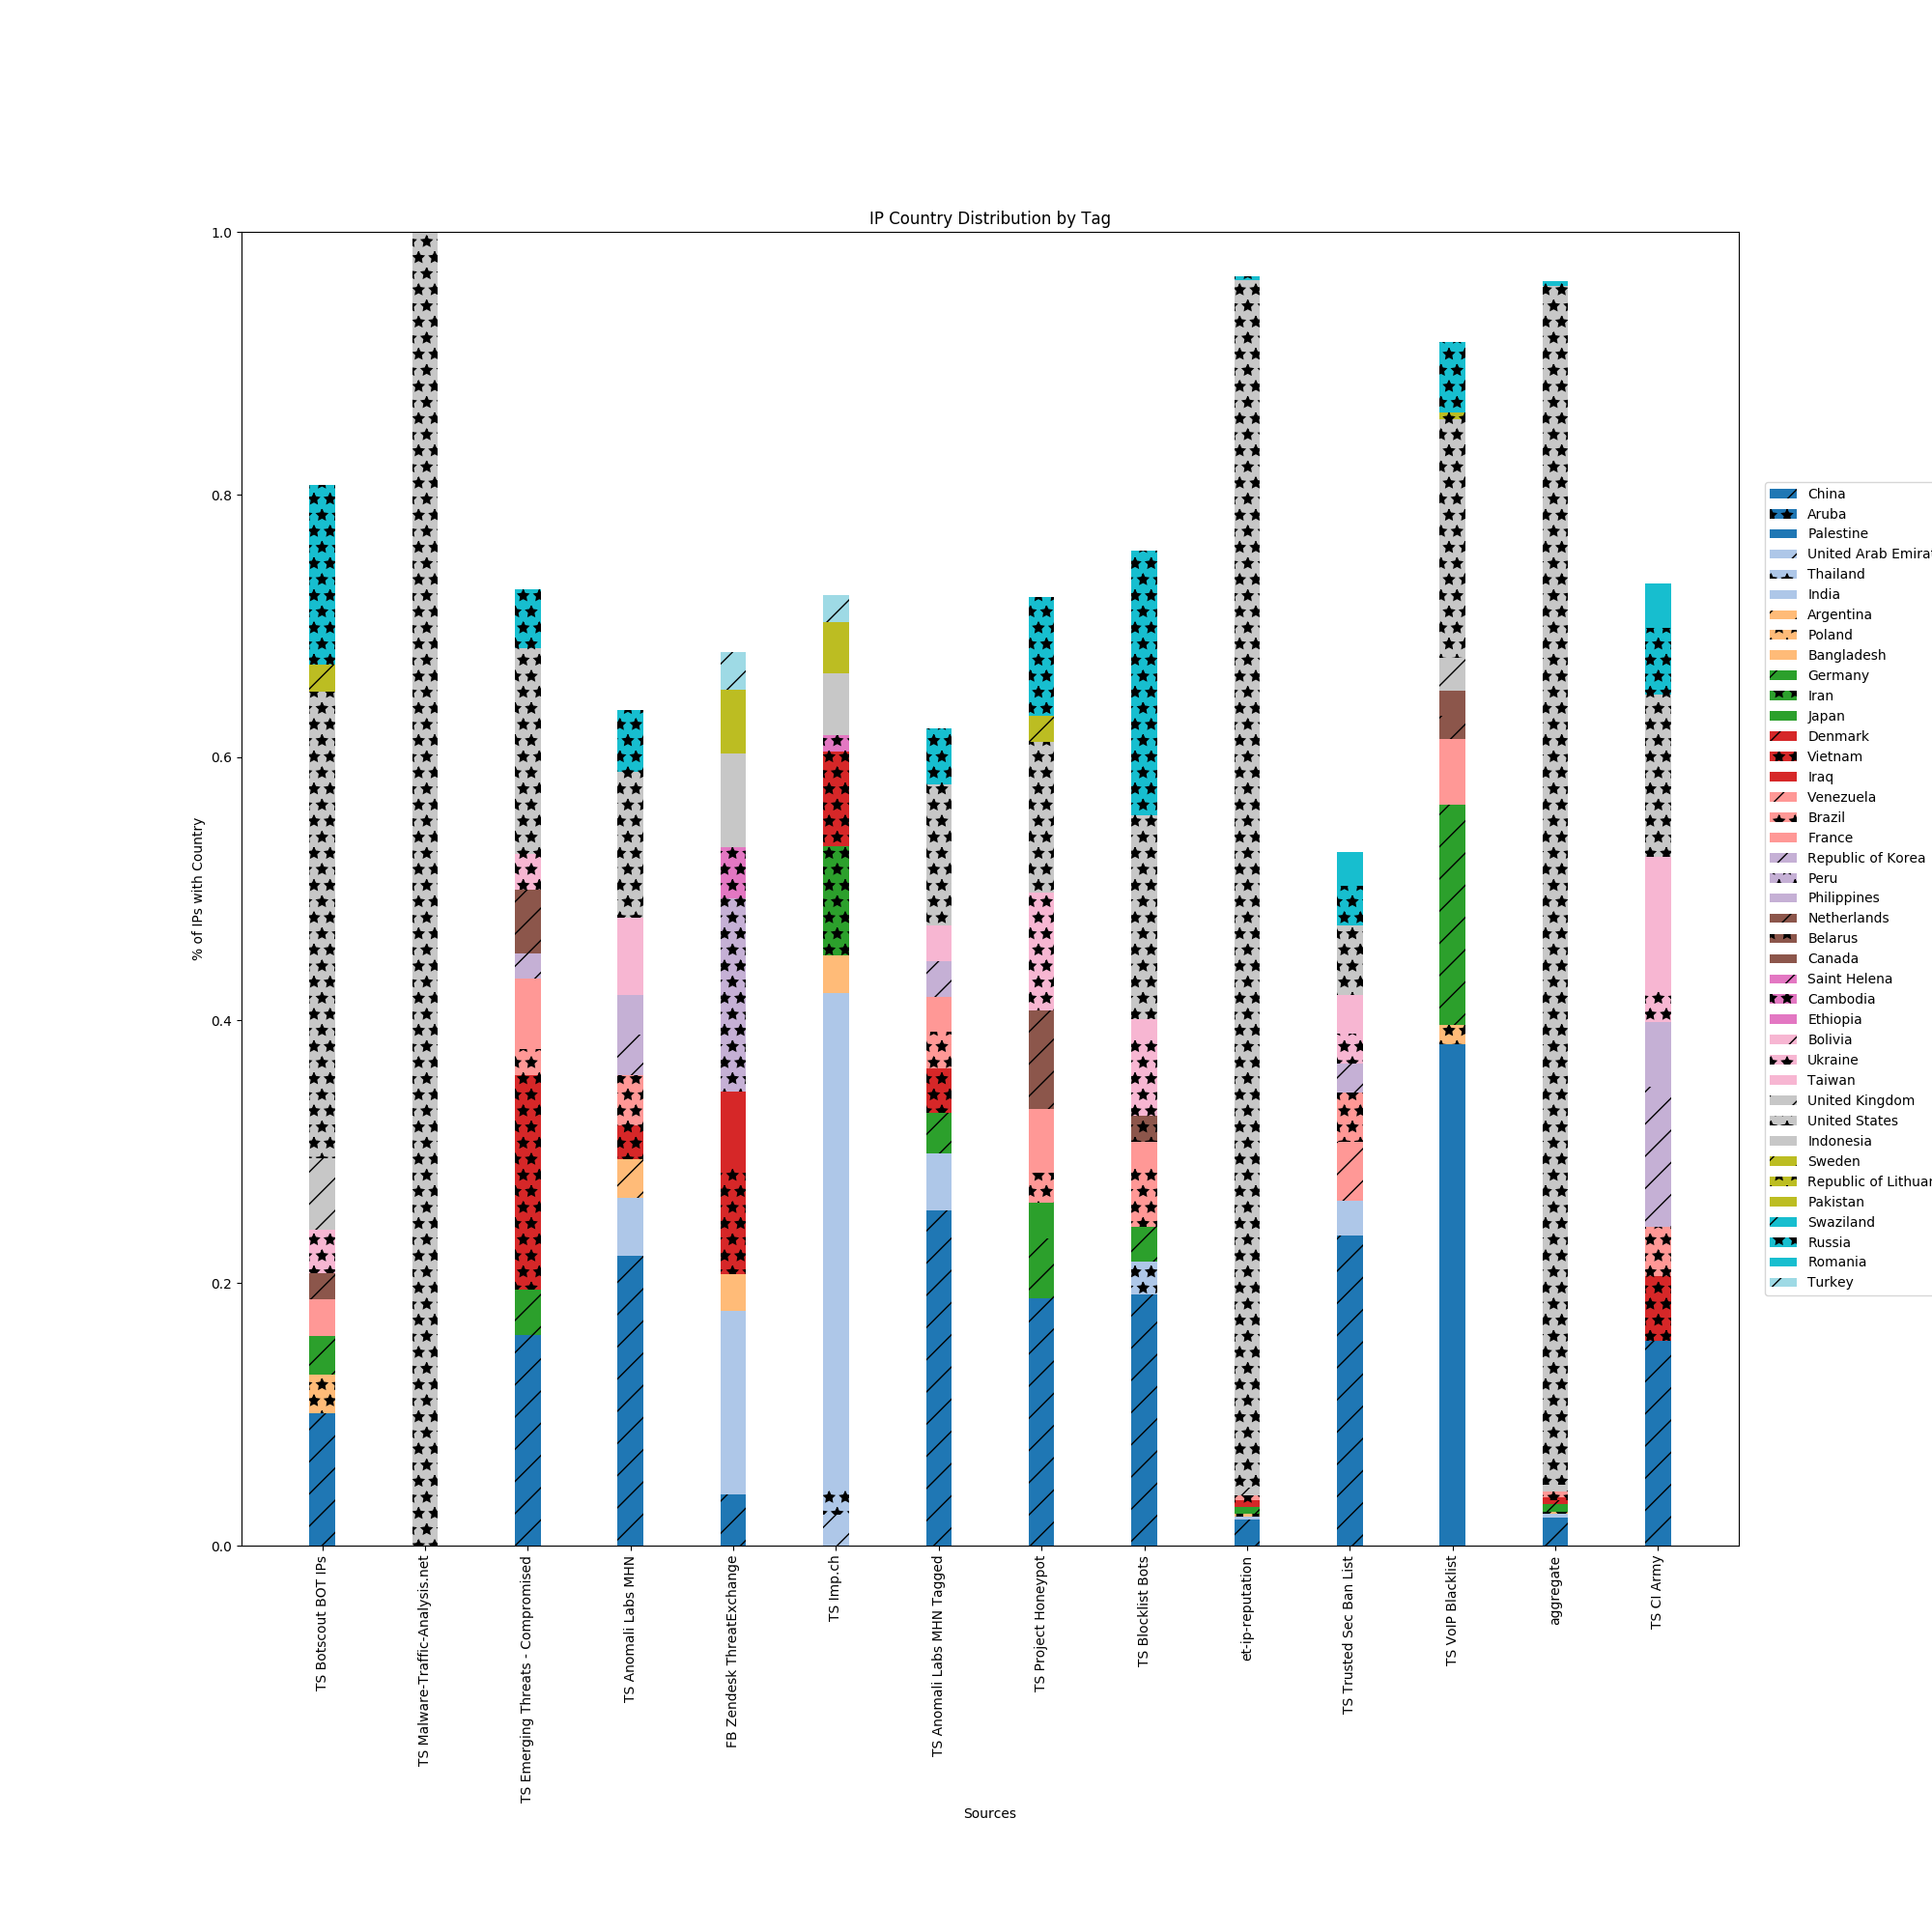 IP Country Distribution by Tag
1.0
0.8
0.6
0.4
0.2
0.0
% of IPs with Country
TS Botscout BOT IPs
TS Malware-Traffic-Analysis.net
TS Emerging Threats - Compromised
TS Anomali Labs MHN
FB Zendesk ThreatExchange
TS Imp.ch
TS Anomali Labs MHN Tagged
TS Project Honeypot
TS Blocklist Bots
et-ip-reputation
TS Trusted Sec Ban List
TS VoIP Blacklist
aggregate
TS CI Army
Sources
China
Aruba
Palestine
United Arab Emirat
Thailand
India
Argentina
Poland
Bangladesh
Germany
Iran
Japan
Denmark
Vietnam
Iraq
Venezuela
Brazil
France
Republic of Korea
Peru
Philippines
Netherlands
Belarus
Canada
Saint Helena
Cambodia
Ethiopia
Bolivia
Ukraine
Taiwan
United Kingdom
United States
Indonesia
Sweden
Republic of Lithuan
Pakistan
Swaziland
Russia
Romania
Turkey